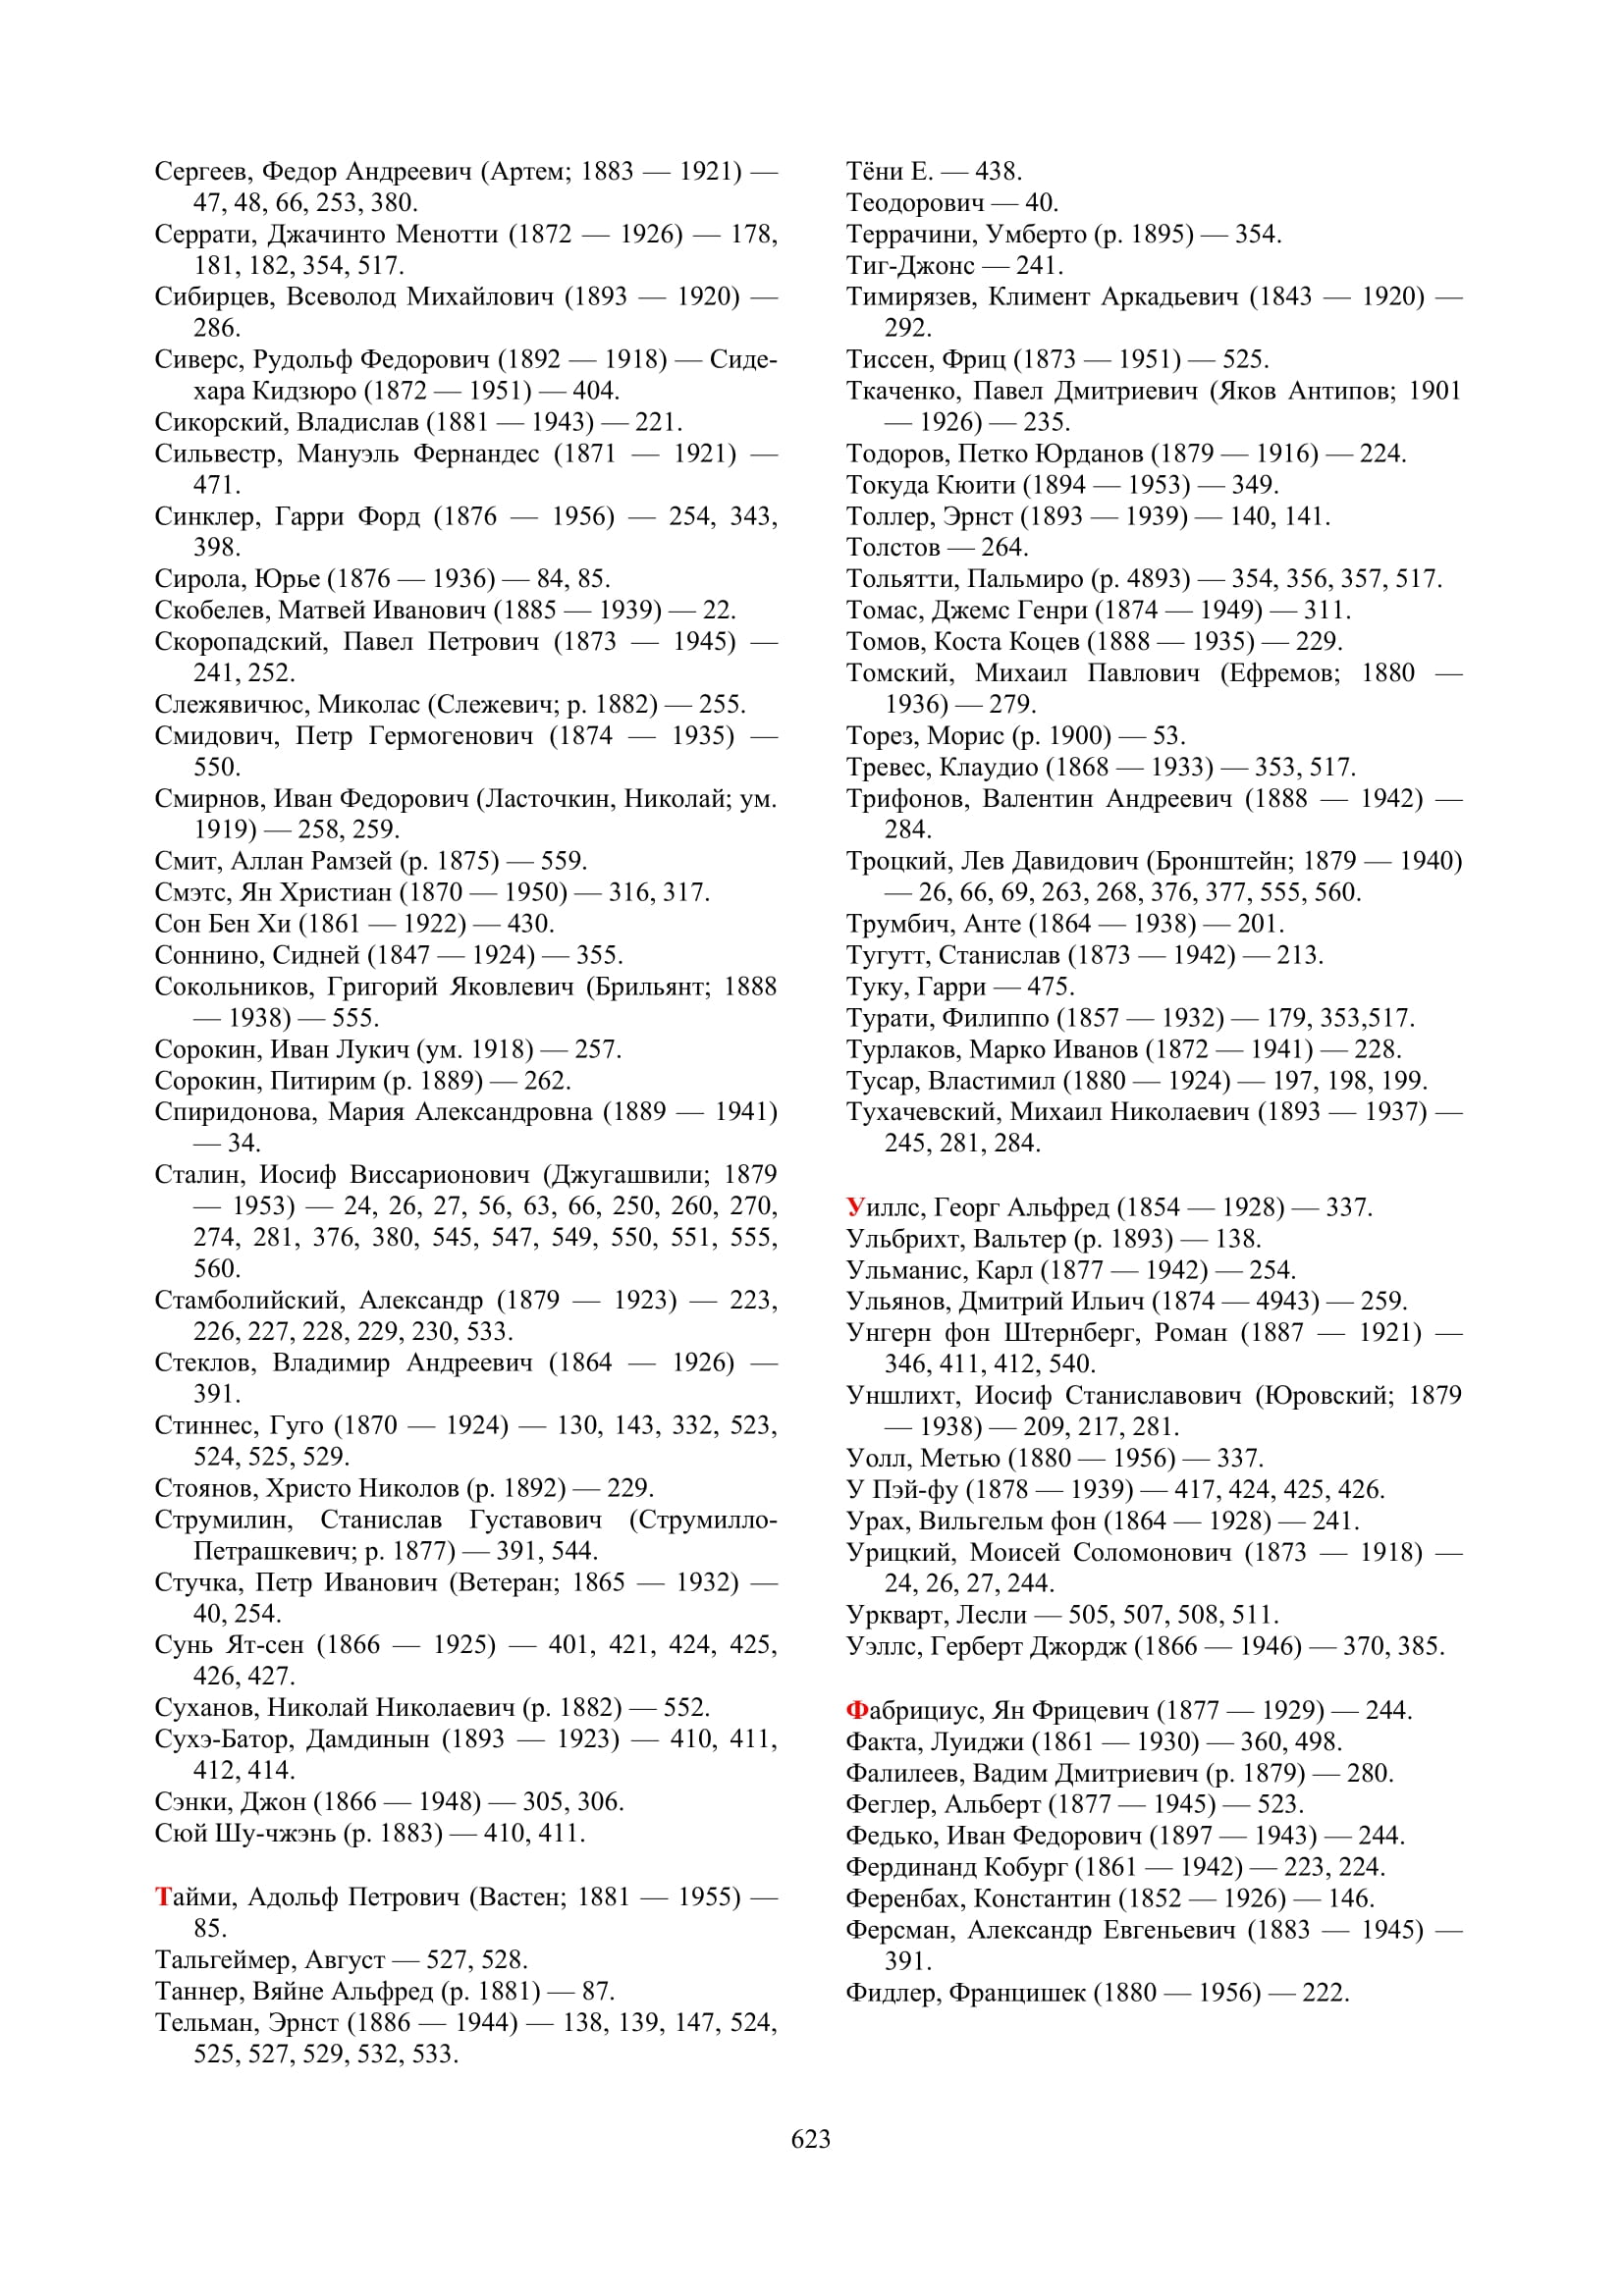 Сергеев, Федор Андреевич (Артем; 1883 — 1921) —
47, 48, 66, 253, 380.
Серрати, Джачинто Менотти (1872 — 1926) — 178,
181, 182, 354, 517.
Сибирцев, Всеволод Михайлович (1893 — 1920) —
286.
Сиверс, Рудольф Федорович (1892 — 1918) — Сиде-
хара Кидзюро (1872 — 1951) — 404.
Сикорский, Владислав (1881 — 1943) — 221.
Сильвестр, Мануэль Фернандес (1871 — 1921) —
471.
Синклер, Гарри Форд (1876 — 1956) — 254, 343,
398.
Сирола, Юрье (1876 — 1936) — 84, 85.
Скобелев, Матвей Иванович (1885 — 1939) — 22.
Скоропадский, Павел Петрович (1873 — 1945) —
241, 252.
Слежявичюс, Миколас (Слежевич; р. 1882) — 255.
Смидович, Петр Гермогенович (1874 — 1935) —
550.
Смирнов, Иван Федорович (Ласточкин, Николай; ум.
1919) — 258, 259.
Смит, Аллан Рамзей (р. 1875) — 559.
Смэтс, Ян Христиан (1870 — 1950) — 316, 317.
Сон Бен Хи (1861 — 1922) — 430.
Соннино, Сидней (1847 — 1924) — 355.
Сокольников, Григорий Яковлевич (Брильянт; 1888
— 1938) — 555.
Сорокин, Иван Лукич (ум. 1918) — 257.
Сорокин, Питирим (р. 1889) — 262.
Спиридонова, Мария Александровна (1889 — 1941)
— 34.
Сталин, Иосиф Виссарионович (Джугашвили; 1879
— 1953) — 24, 26, 27, 56, 63, 66, 250, 260, 270,
274, 281, 376, 380, 545, 547, 549, 550, 551, 555,
560.
Стамболийский, Александр (1879 — 1923) — 223,
226, 227, 228, 229, 230, 533.
Стеклов, Владимир Андреевич (1864 — 1926) —
391.
Стиннес, Гуго (1870 — 1924) — 130, 143, 332, 523,
524, 525, 529.
Стоянов, Христо Николов (р. 1892) — 229.
Струмилин, Станислав Густавович (Струмилло-
Петрашкевич; р. 1877) — 391, 544.
Стучка, Петр Иванович (Ветеран; 1865 — 1932) —
40, 254.
Сунь Ят-сен (1866 — 1925) — 401, 421, 424, 425,
426, 427.
Суханов, Николай Николаевич (р. 1882) — 552.
Сухэ-Батор, Дамдинын (1893 — 1923) — 410, 411,
412, 414.
Сэнки, Джон (1866 — 1948) — 305, 306.
Сюй Шу-чжэнь (р. 1883) — 410, 411.
Тайми, Адольф Петрович (Вастен; 1881 — 1955) —
85.
Тальгеймер, Август — 527, 528.
Таннер, Вяйне Альфред (р. 1881) — 87.
Тельман, Эрнст (1886 — 1944) — 138, 139, 147, 524,
525, 527, 529, 532, 533.
Тёни Е. — 438.
Теодорович — 40.
Террачини, Умберто (р. 1895) — 354.
Тиг-Джонс — 241.
Тимирязев, Климент Аркадьевич (1843 — 1920) —
292.
Тиссен, Фриц (1873 — 1951) — 525.
Ткаченко, Павел Дмитриевич (Яков Антипов; 1901
— 1926) — 235.
Тодоров, Петко Юрданов (1879 — 1916) — 224.
Токуда Кюити (1894 — 1953) — 349.
Толлер, Эрнст (1893 — 1939) — 140, 141.
Толстов — 264.
Тольятти, Пальмиро (р. 4893) — 354, 356, 357, 517.
Томас, Джемс Генри (1874 — 1949) — 311.
Томов, Коста Коцев (1888 — 1935) — 229.
Томский, Михаил Павлович (Ефремов; 1880 —
1936) — 279.
Торез, Морис (р. 1900) — 53.
Тревес, Клаудио (1868 — 1933) — 353, 517.
Трифонов, Валентин Андреевич (1888 — 1942) —
284.
Троцкий, Лев Давидович (Бронштейн; 1879 — 1940)
— 26, 66, 69, 263, 268, 376, 377, 555, 560.
Трумбич, Анте (1864 — 1938) — 201.
Тугутт, Станислав (1873 — 1942) — 213.
Туку, Гарри — 475.
Турати, Филиппо (1857 — 1932) — 179, 353,517.
Турлаков, Марко Иванов (1872 — 1941) — 228.
Тусар, Властимил (1880 — 1924) — 197, 198, 199.
Тухачевский, Михаил Николаевич (1893 — 1937) —
245, 281, 284.
Уиллс, Георг Альфред (1854 — 1928) — 337.
Ульбрихт, Вальтер (р. 1893) — 138.
Ульманис, Карл (1877 — 1942) — 254.
Ульянов, Дмитрий Ильич (1874 — 4943) — 259.
Унгерн фон Штернберг, Роман (1887 — 1921) —
346, 411, 412, 540.
Уншлихт, Иосиф Станиславович (Юровский; 1879
— 1938) — 209, 217, 281.
Уолл, Метью (1880 — 1956) — 337.
У Пэй-фу (1878 — 1939) — 417, 424, 425, 426.
Урах, Вильгельм фон (1864 — 1928) — 241.
Урицкий, Моисей Соломонович (1873 — 1918) —
24, 26, 27, 244.
Уркварт, Лесли — 505, 507, 508, 511.
Уэллс, Герберт Джордж (1866 — 1946) — 370, 385.
Фабрициус, Ян Фрицевич (1877 — 1929) — 244.
Факта, Луиджи (1861 — 1930) — 360, 498.
Фалилеев, Вадим Дмитриевич (р. 1879) — 280.
Феглер, Альберт (1877 — 1945) — 523.
Федько, Иван Федорович (1897 — 1943) — 244.
Фердинанд Кобург (1861 — 1942) — 223, 224.
Ференбах, Константин (1852 — 1926) — 146.
Ферсман, Александр Евгеньевич (1883 — 1945) —
391.
Фидлер, Францишек (1880 — 1956) — 222.
623